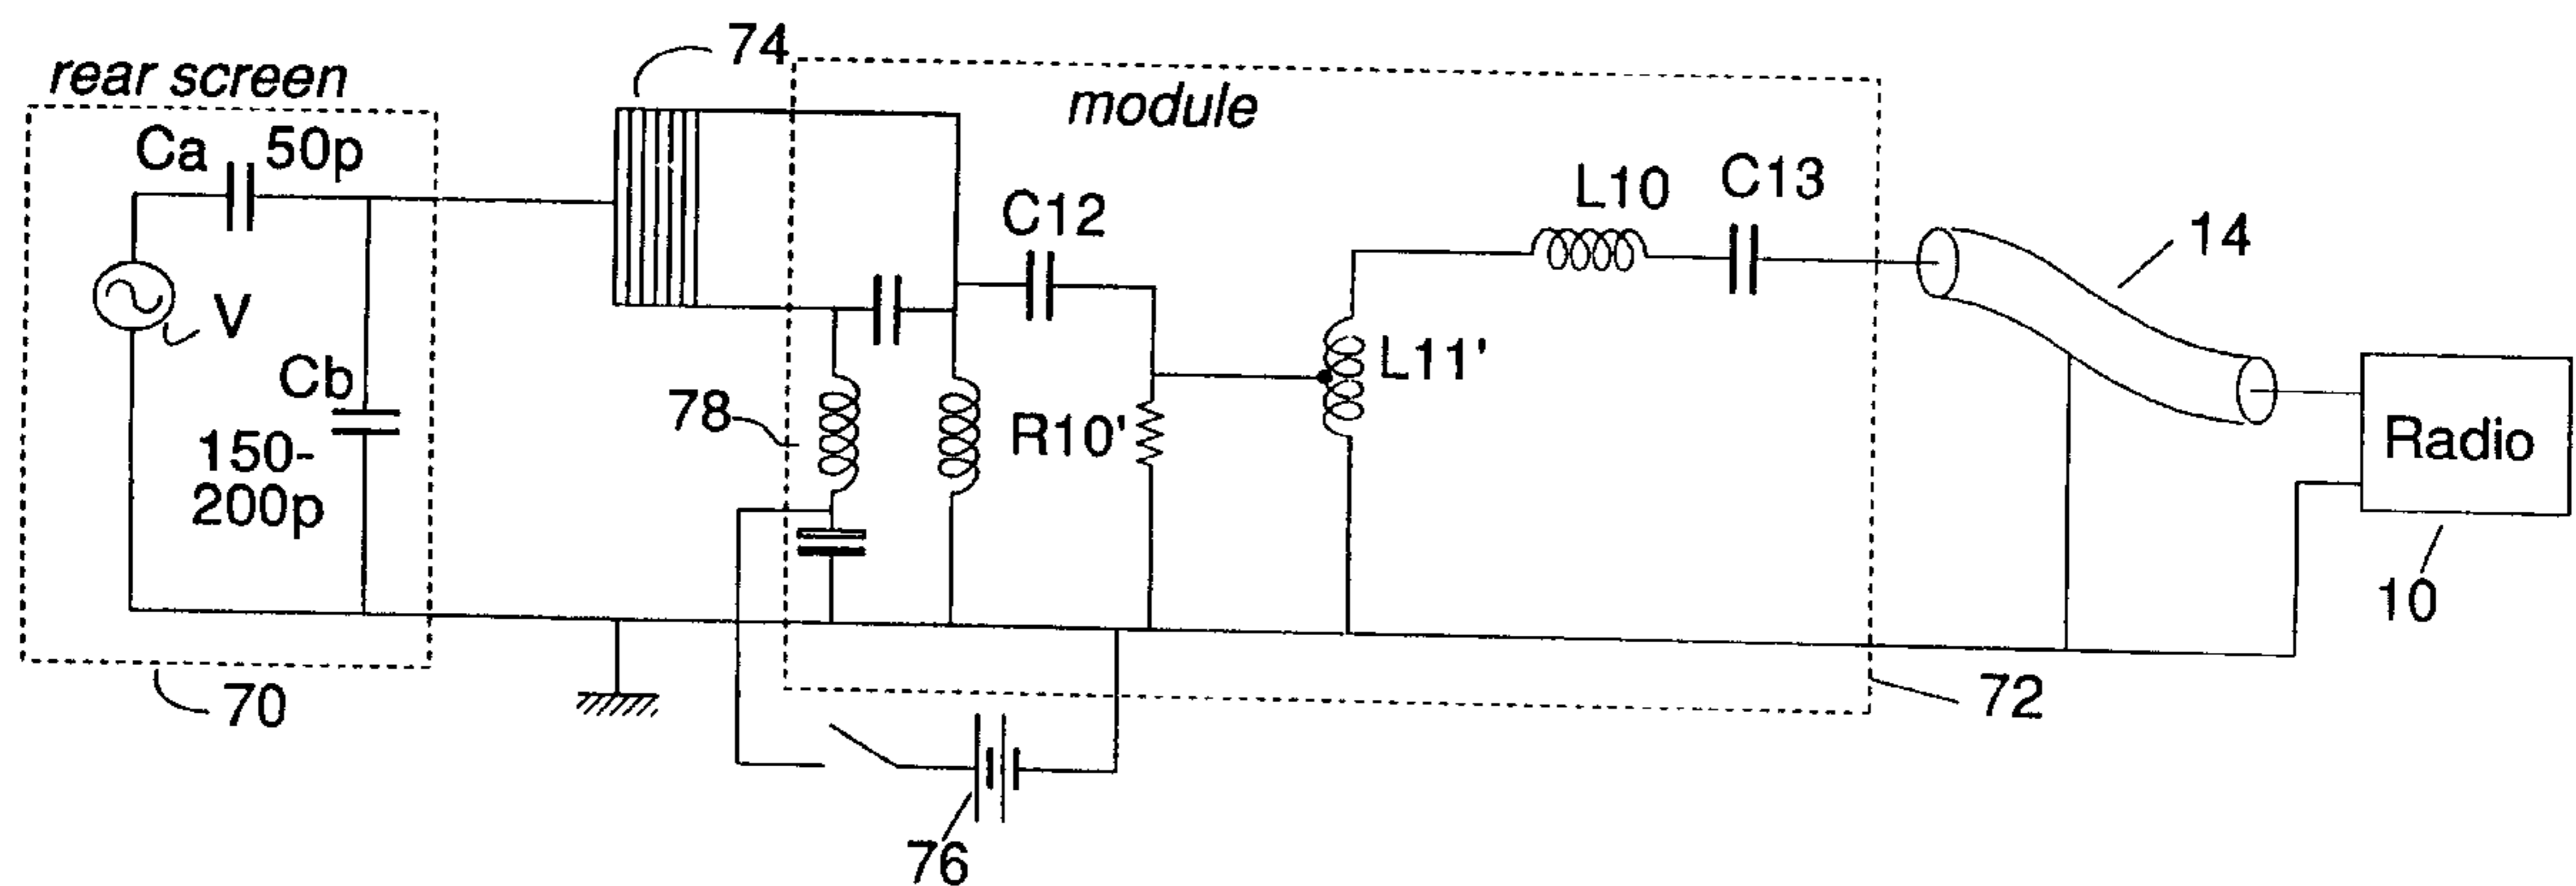 rear screen
Ca 50p
V
Cb
150-
200p
70
74
module
C12
78
R10'
L11'
L10 C13
14
Radio
10
72
76